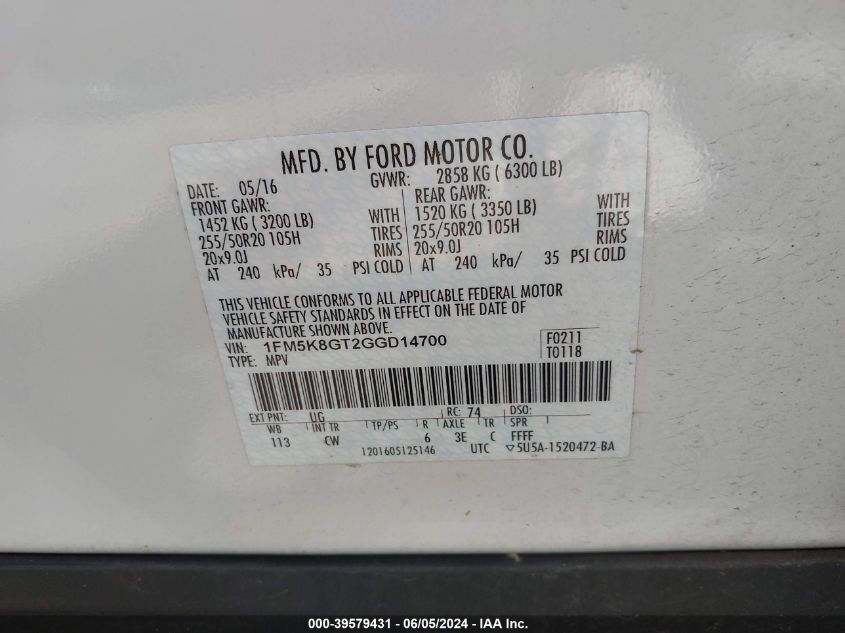 MFD. BY FORD MOTOR CO.
DATE: 05/16 GVWR: 2858 KG ( 6300 LB)
FRONT GAWR: REAR GAWR:
1452 KG ( 3200 LB) WITH 1520 KG ( 3350 LB) WITH
255/50R20 105H TIRES 255/50R20 105H TIRES
20x9.0J RIMS 20x9.0J RIMS
AT 240 kPa/ 35 PSI COLD AT 240 kPa/ 35 PSI COLD
THIS VEHICLE CONFORMS TO ALL APPLICABLE FEDERAL MOTOR
VEHICLE SAFETY STANDARDS IN EFFECT ON THE DATE OF
MANUFACTURE SHOWN ABOVE.
VIN: 1FM5K8GT2GGD14700 F0211
TYPE: MPV T0118
EXT PNT: UG RC: 74 DSO:
WB INT TR TP/PS R AXLE TR SPR
113 CW 6 3E C FFFF
1201605125146 UTC ▽5U5A-1520472-BA
000-39579431 - 06/05/2024 - IAA Inc.